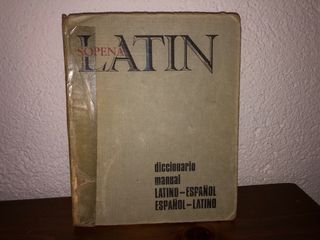 SOPENA
LATIN
diccionario
manual
LATINO-ESPAÑOL
ESPAÑOL-LATINO